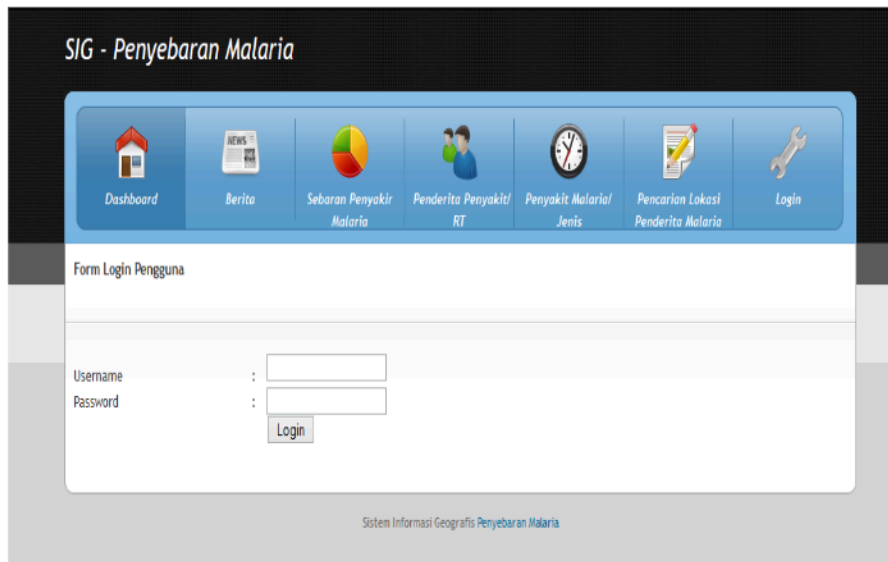 SIG - Penyebaran Malaria
NEWS
Dashboard
Berita
Sebaran Penyakir
Malaria
Penderita Penyakit/
RT
Penyakit Malaria/
Jenis
Pencarian Lokasi
Penderita Malaria
Login
Form Login Pengguna
Username :
Password :
Login
Sistem Informasi Geografis Penyebaran Malaria